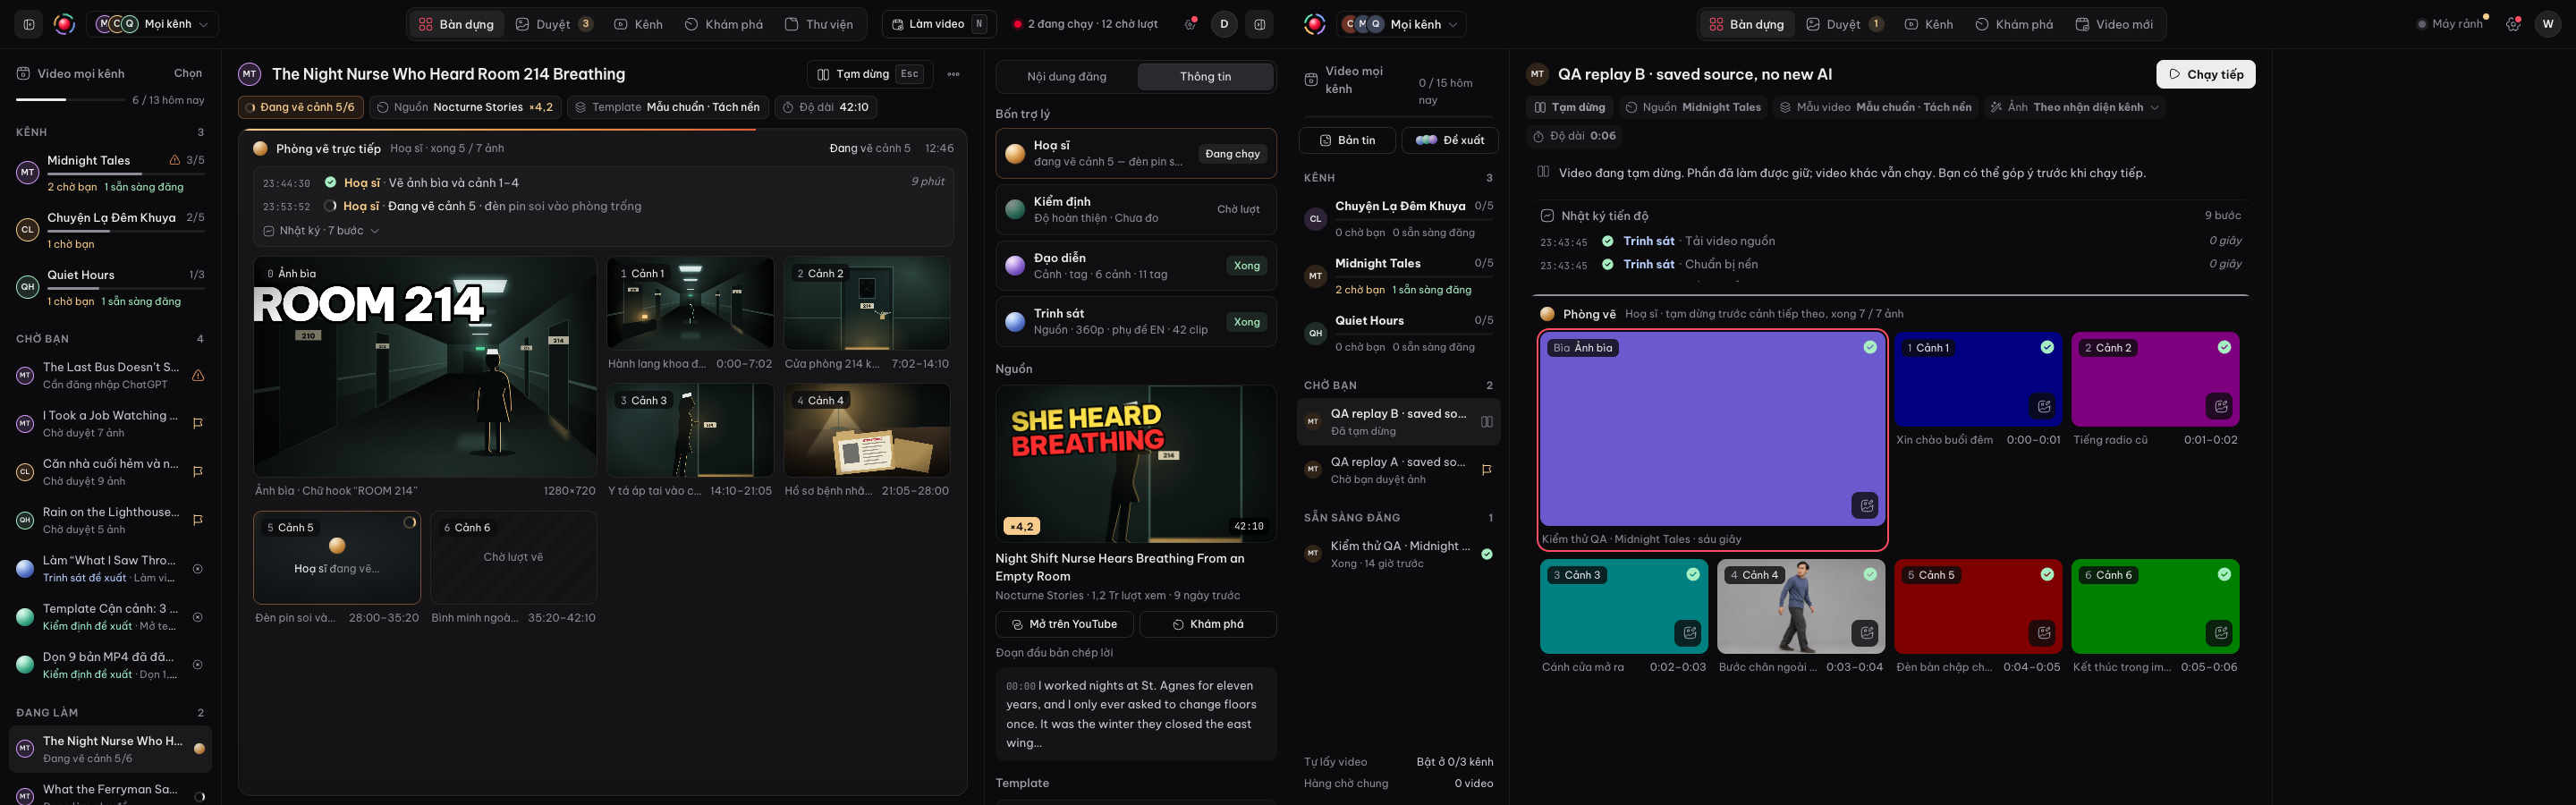 MT C Q Mọi kênh
Bản dựng
Duyệt 3
Kênh
Khám phá
Thư viện
Làm video N
2 đang chạy · 12 chờ lượt
D
Video mọi kênh
Chọn
6 / 13 hôm nay
KÊNH 3
MT Midnight Tales 3/5
2 chờ bạn 1 sẵn sàng đăng
CL Chuyện Lạ Đêm Khuya 2/5
1 chờ bạn
QH Quiet Hours 1/3
1 chờ bạn 1 sẵn sàng đăng
CHỜ BẠN 4
MT The Last Bus Doesn't S...
Cần đăng nhập ChatGPT
MT I Took a Job Watching ...
Chờ duyệt 7 ảnh
CL Căn nhà cuối hẻm và n...
Chờ duyệt 9 ảnh
QH Rain on the Lighthouse...
Chờ duyệt 5 ảnh
Làm “What I Saw Thro...
Trinh sát đề xuất · Làm vi...
Template Cận cảnh: 3 ...
Kiểm định đề xuất · Mở te...
Dọn 9 bản MP4 đã đă...
Kiểm định đề xuất · Dọn 1,...
ĐANG LÀM 2
MT The Night Nurse Who H...
Đang vẽ cảnh 5/6
MT What the Ferryman Sa...
MT The Night Nurse Who Heard Room 214 Breathing
Tạm dừng Esc
Đang vẽ cảnh 5/6
Nguồn Nocturne Stories ×4,2
Template Mẫu chuẩn · Tách nền
Độ dài 42:10
Phòng vẽ trực tiếp Hoạ sĩ · xong 5 / 7 ảnh
Đang vẽ cảnh 5 12:46
23:44:30 Hoạ sĩ · Vẽ ảnh bìa và cảnh 1–4 9 phút
23:53:52 Hoạ sĩ · Đang vẽ cảnh 5 · đèn pin soi vào phòng trống
Nhật ký · 7 bước
0 Ảnh bìa
ROOM 214
210
214
Ảnh bìa · Chữ hook “ROOM 214” 1280×720
1 Cảnh 1
Hành lang khoa đ... 0:00–7:02
2 Cảnh 2
214
Cửa phòng 214 k... 7:02–14:10
3 Cảnh 3
214
Y tá áp tai vào c... 14:10–21:05
4 Cảnh 4
Hồ sơ bệnh nhâ... 21:05–28:00
5 Cảnh 5
Hoạ sĩ đang vẽ...
Đèn pin soi và... 28:00–35:20
6 Cảnh 6
Chờ lượt vẽ
Bình minh ngoà... 35:20–42:10
Nội dung đăng
Thông tin
Bốn trợ lý
Hoạ sĩ
đang vẽ cảnh 5 — đèn pin s...
Đang chạy
Kiểm định
Độ hoàn thiện · Chưa đo
Chờ lượt
Đạo diễn
Cảnh · tag · 6 cảnh · 11 tag
Xong
Trinh sát
Nguồn · 360p · phụ đề EN · 42 clip
Xong
Nguồn
SHE HEARD
BREATHING
214
×4,2
42:10
Night Shift Nurse Hears Breathing From an
Empty Room
Nocturne Stories · 1,2 Tr lượt xem · 9 ngày trước
Mở trên YouTube
Khám phá
Đoạn đầu bản chép lời
00:00 I worked nights at St. Agnes for eleven
years, and I only ever asked to change floors
once. It was the winter they closed the east
wing...
Template
C M Q Mọi kênh
Bản dựng
Duyệt 1
Kênh
Khám phá
Video mới
Máy rảnh
W
Video mọi
kênh
0 / 15 hôm
nay
Bản tin
Đề xuất
KÊNH 3
CL Chuyện Lạ Đêm Khuya 0/5
0 chờ bạn 0 sẵn sàng đăng
MT Midnight Tales 0/5
2 chờ bạn 1 sẵn sàng đăng
QH Quiet Hours 0/5
0 chờ bạn 0 sẵn sàng đăng
CHỜ BẠN 2
MT QA replay B · saved so...
Đã tạm dừng
MT QA replay A · saved so...
Chờ bạn duyệt ảnh
SẴN SÀNG ĐĂNG 1
MT Kiểm thử QA · Midnight ...
Xong · 14 giờ trước
Tự lấy video Bật ở 0/3 kênh
Hàng chờ chung 0 video
MT QA replay B · saved source, no new AI
Chạy tiếp
Tạm dừng
Nguồn Midnight Tales
Mẫu video Mẫu chuẩn · Tách nền
Ảnh Theo nhận diện kênh
Độ dài 0:06
Video đang tạm dừng. Phần đã làm được giữ; video khác vẫn chạy. Bạn có thể góp ý trước khi chạy tiếp.
Nhật ký tiến độ 9 bước
23:43:45 Trinh sát · Tải video nguồn 0 giây
23:43:45 Trinh sát · Chuẩn bị nền 0 giây
Phòng vẽ Hoạ sĩ · tạm dừng trước cảnh tiếp theo, xong 7 / 7 ảnh
Bìa Ảnh bìa
Kiểm thử QA · Midnight Tales · sáu giây
1 Cảnh 1
Xin chào buổi đêm 0:00–0:01
2 Cảnh 2
Tiếng radio cũ 0:01–0:02
3 Cảnh 3
Cánh cửa mở ra 0:02–0:03
4 Cảnh 4
Bước chân ngoài ... 0:03–0:04
5 Cảnh 5
Đèn bàn chập ch... 0:04–0:05
6 Cảnh 6
Kết thúc trong im... 0:05–0:06